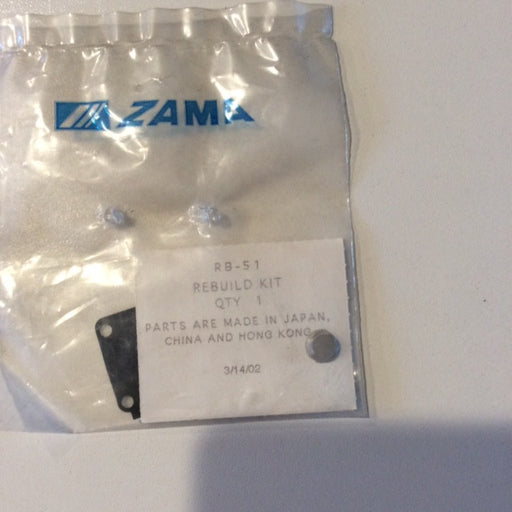 ZAMA
RB-51
REBUILD KIT
QTY 1
PARTS ARE MADE IN JAPAN,
CHINA AND HONG KONG
3/14/02